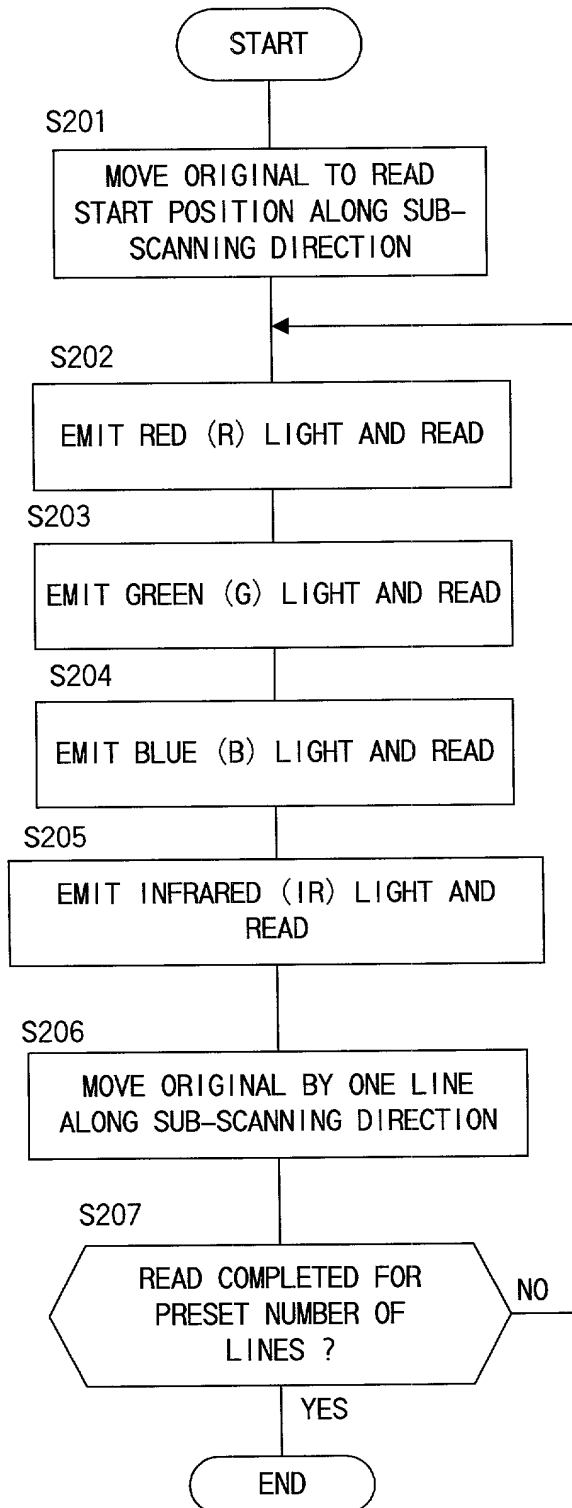 START
S201
MOVE ORIGINAL TO READ
START POSITION ALONG SUB-
SCANNING DIRECTION
S202
EMIT RED (R) LIGHT AND READ
S203
EMIT GREEN (G) LIGHT AND READ
S204
EMIT BLUE (B) LIGHT AND READ
S205
EMIT INFRARED (IR) LIGHT AND
READ
S206
MOVE ORIGINAL BY ONE LINE
ALONG SUB-SCANNING DIRECTION
S207
READ COMPLETED FOR
PRESET NUMBER OF
LINES ?
NO
YES
END